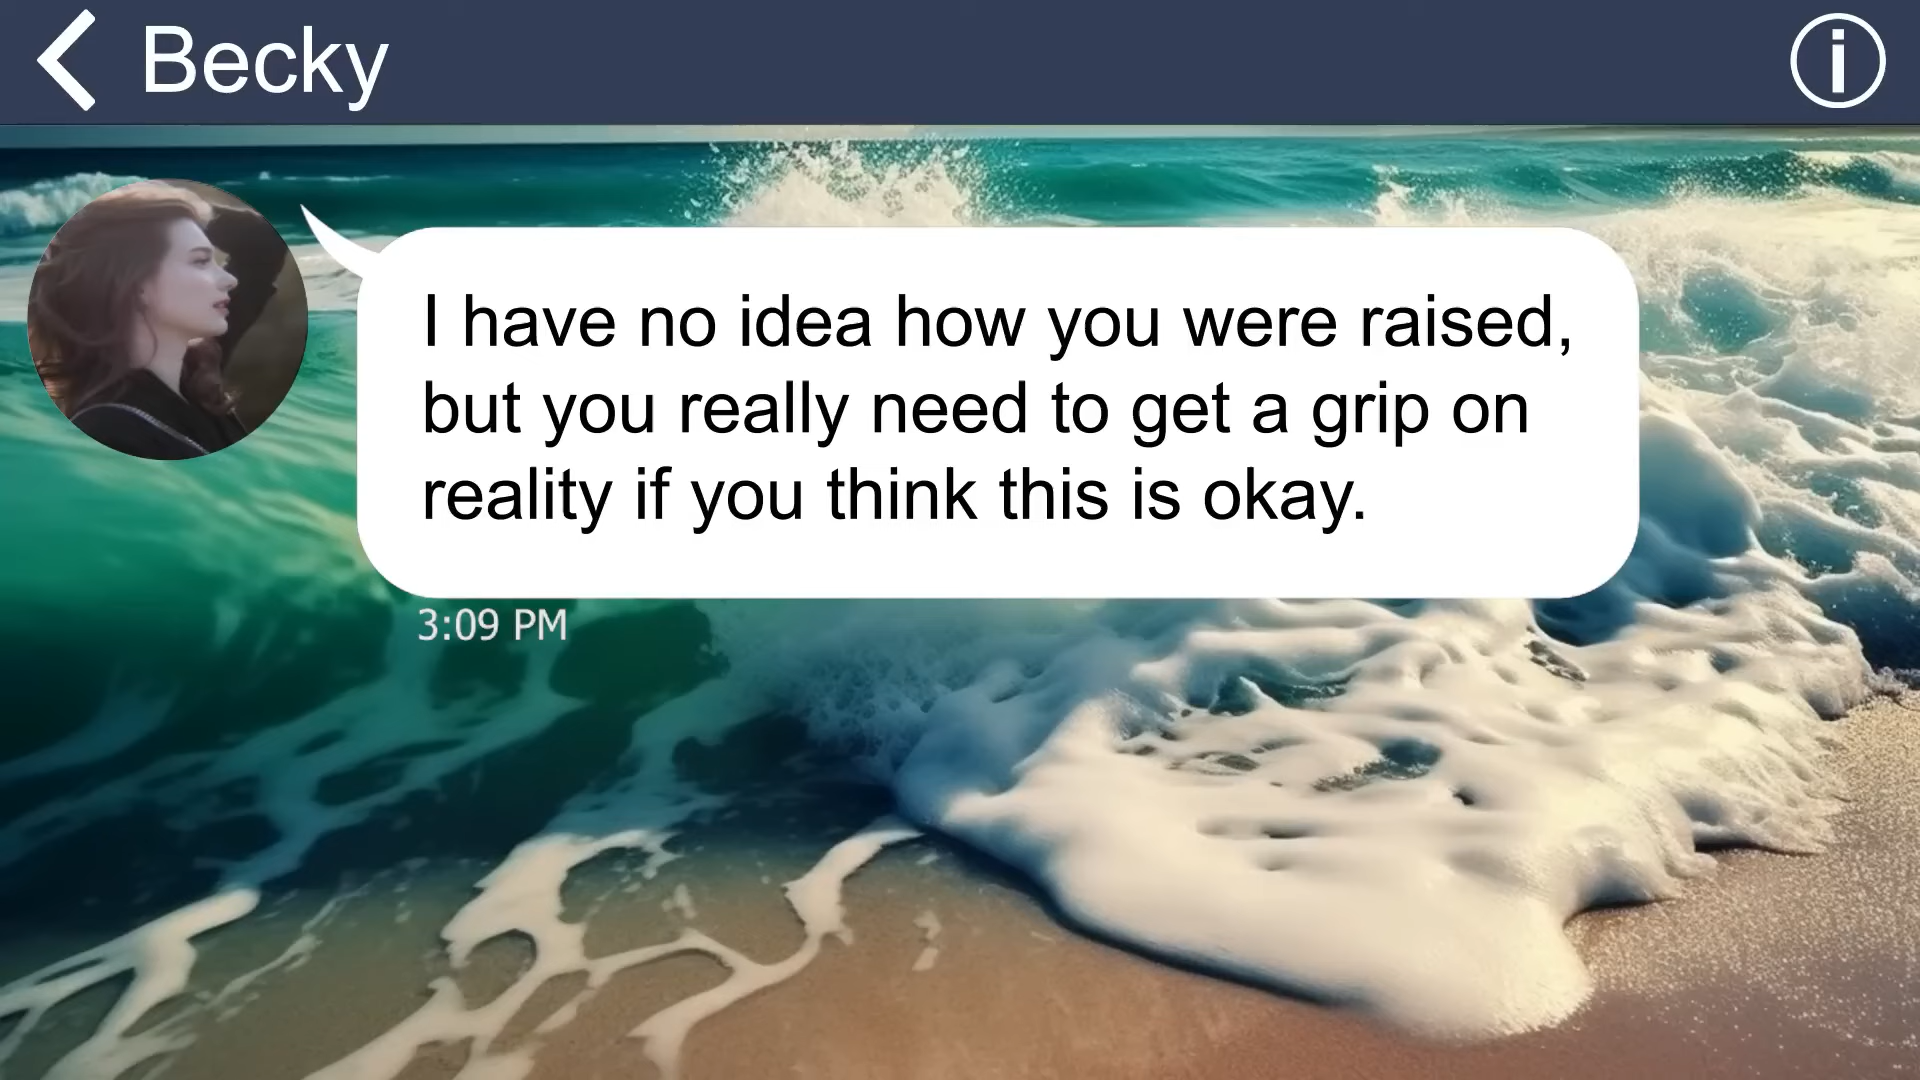 Becky
I have no idea how you were raised,
but you really need to get a grip on
reality if you think this is okay.
3:09 PM